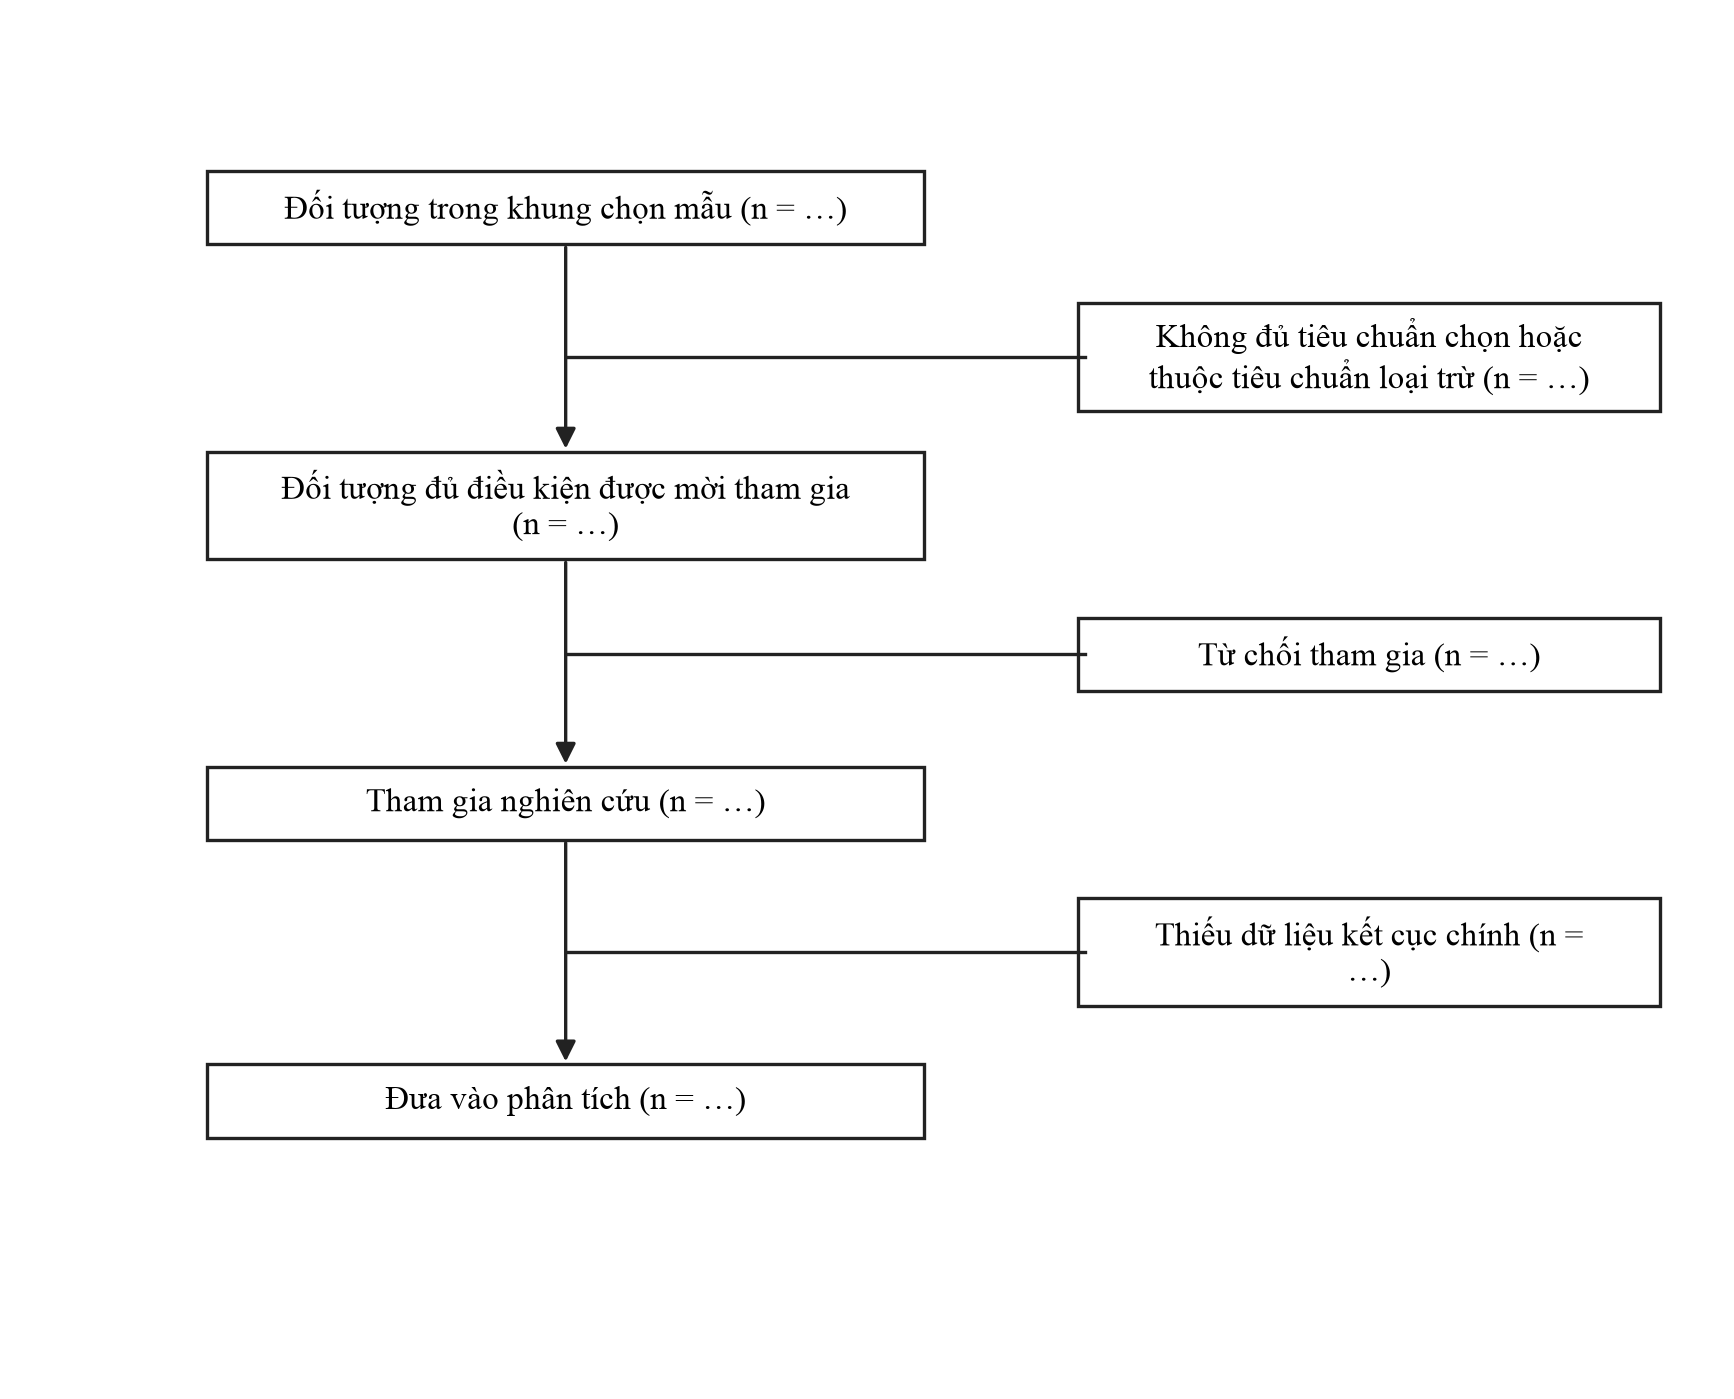 Đối tượng trong khung chọn mẫu (n = …)
Không đủ tiêu chuẩn chọn hoặc
thuộc tiêu chuẩn loại trừ (n = …)
Đối tượng đủ điều kiện được mời tham gia
(n = …)
Từ chối tham gia (n = …)
Tham gia nghiên cứu (n = …)
Thiếu dữ liệu kết cục chính (n =
…)
Đưa vào phân tích (n = …)